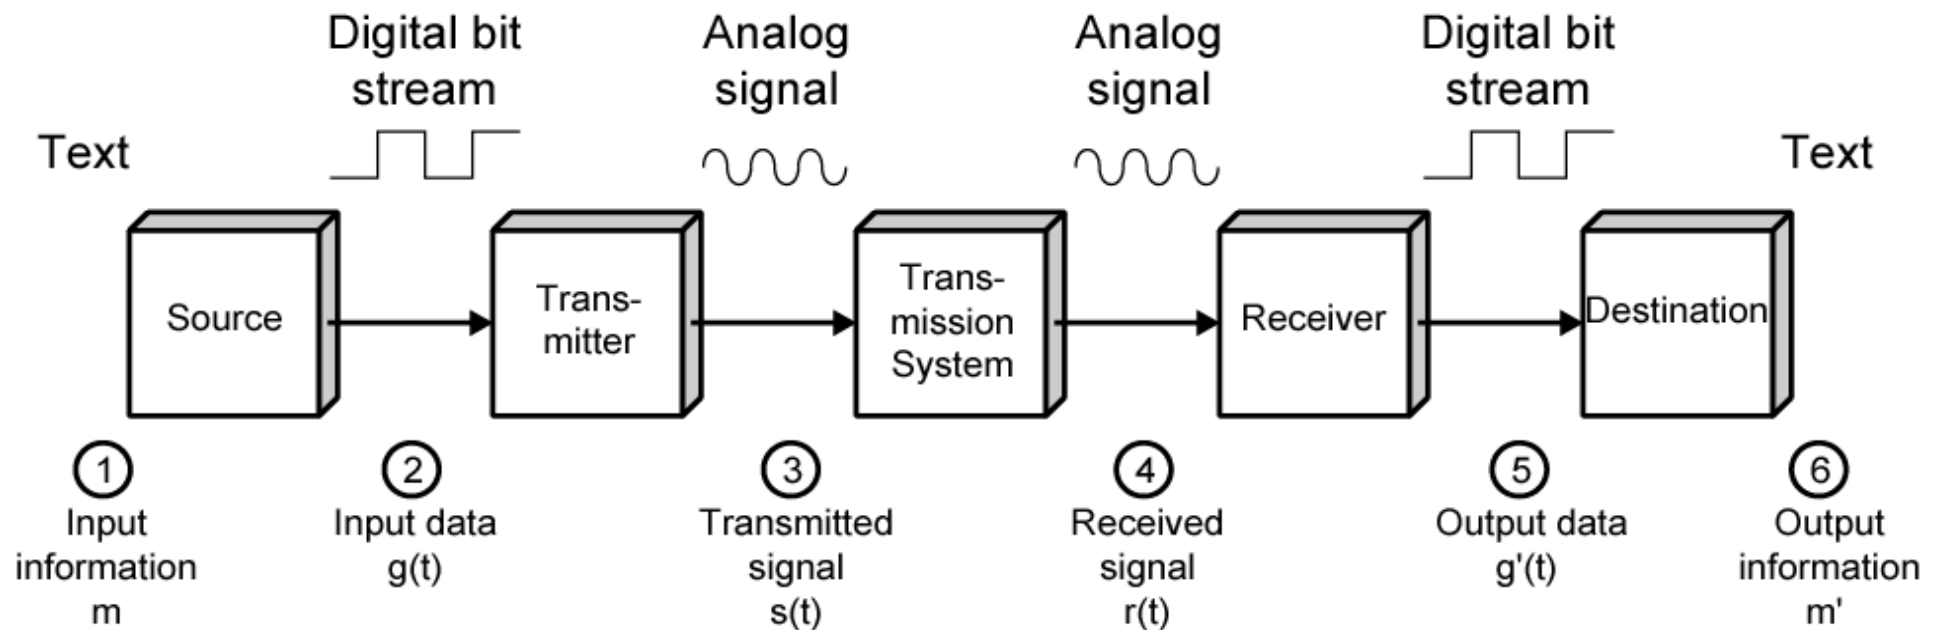 Digital bit
stream
Analog
signal
Analog
signal
Digital bit
stream
Text
Text
Source
Trans-
mitter
Trans-
mission
System
Receiver
Destination
1
Input
information
m
2
Input data
g(t)
3
Transmitted
signal
s(t)
4
Received
signal
r(t)
5
Output data
g'(t)
6
Output
information
m'